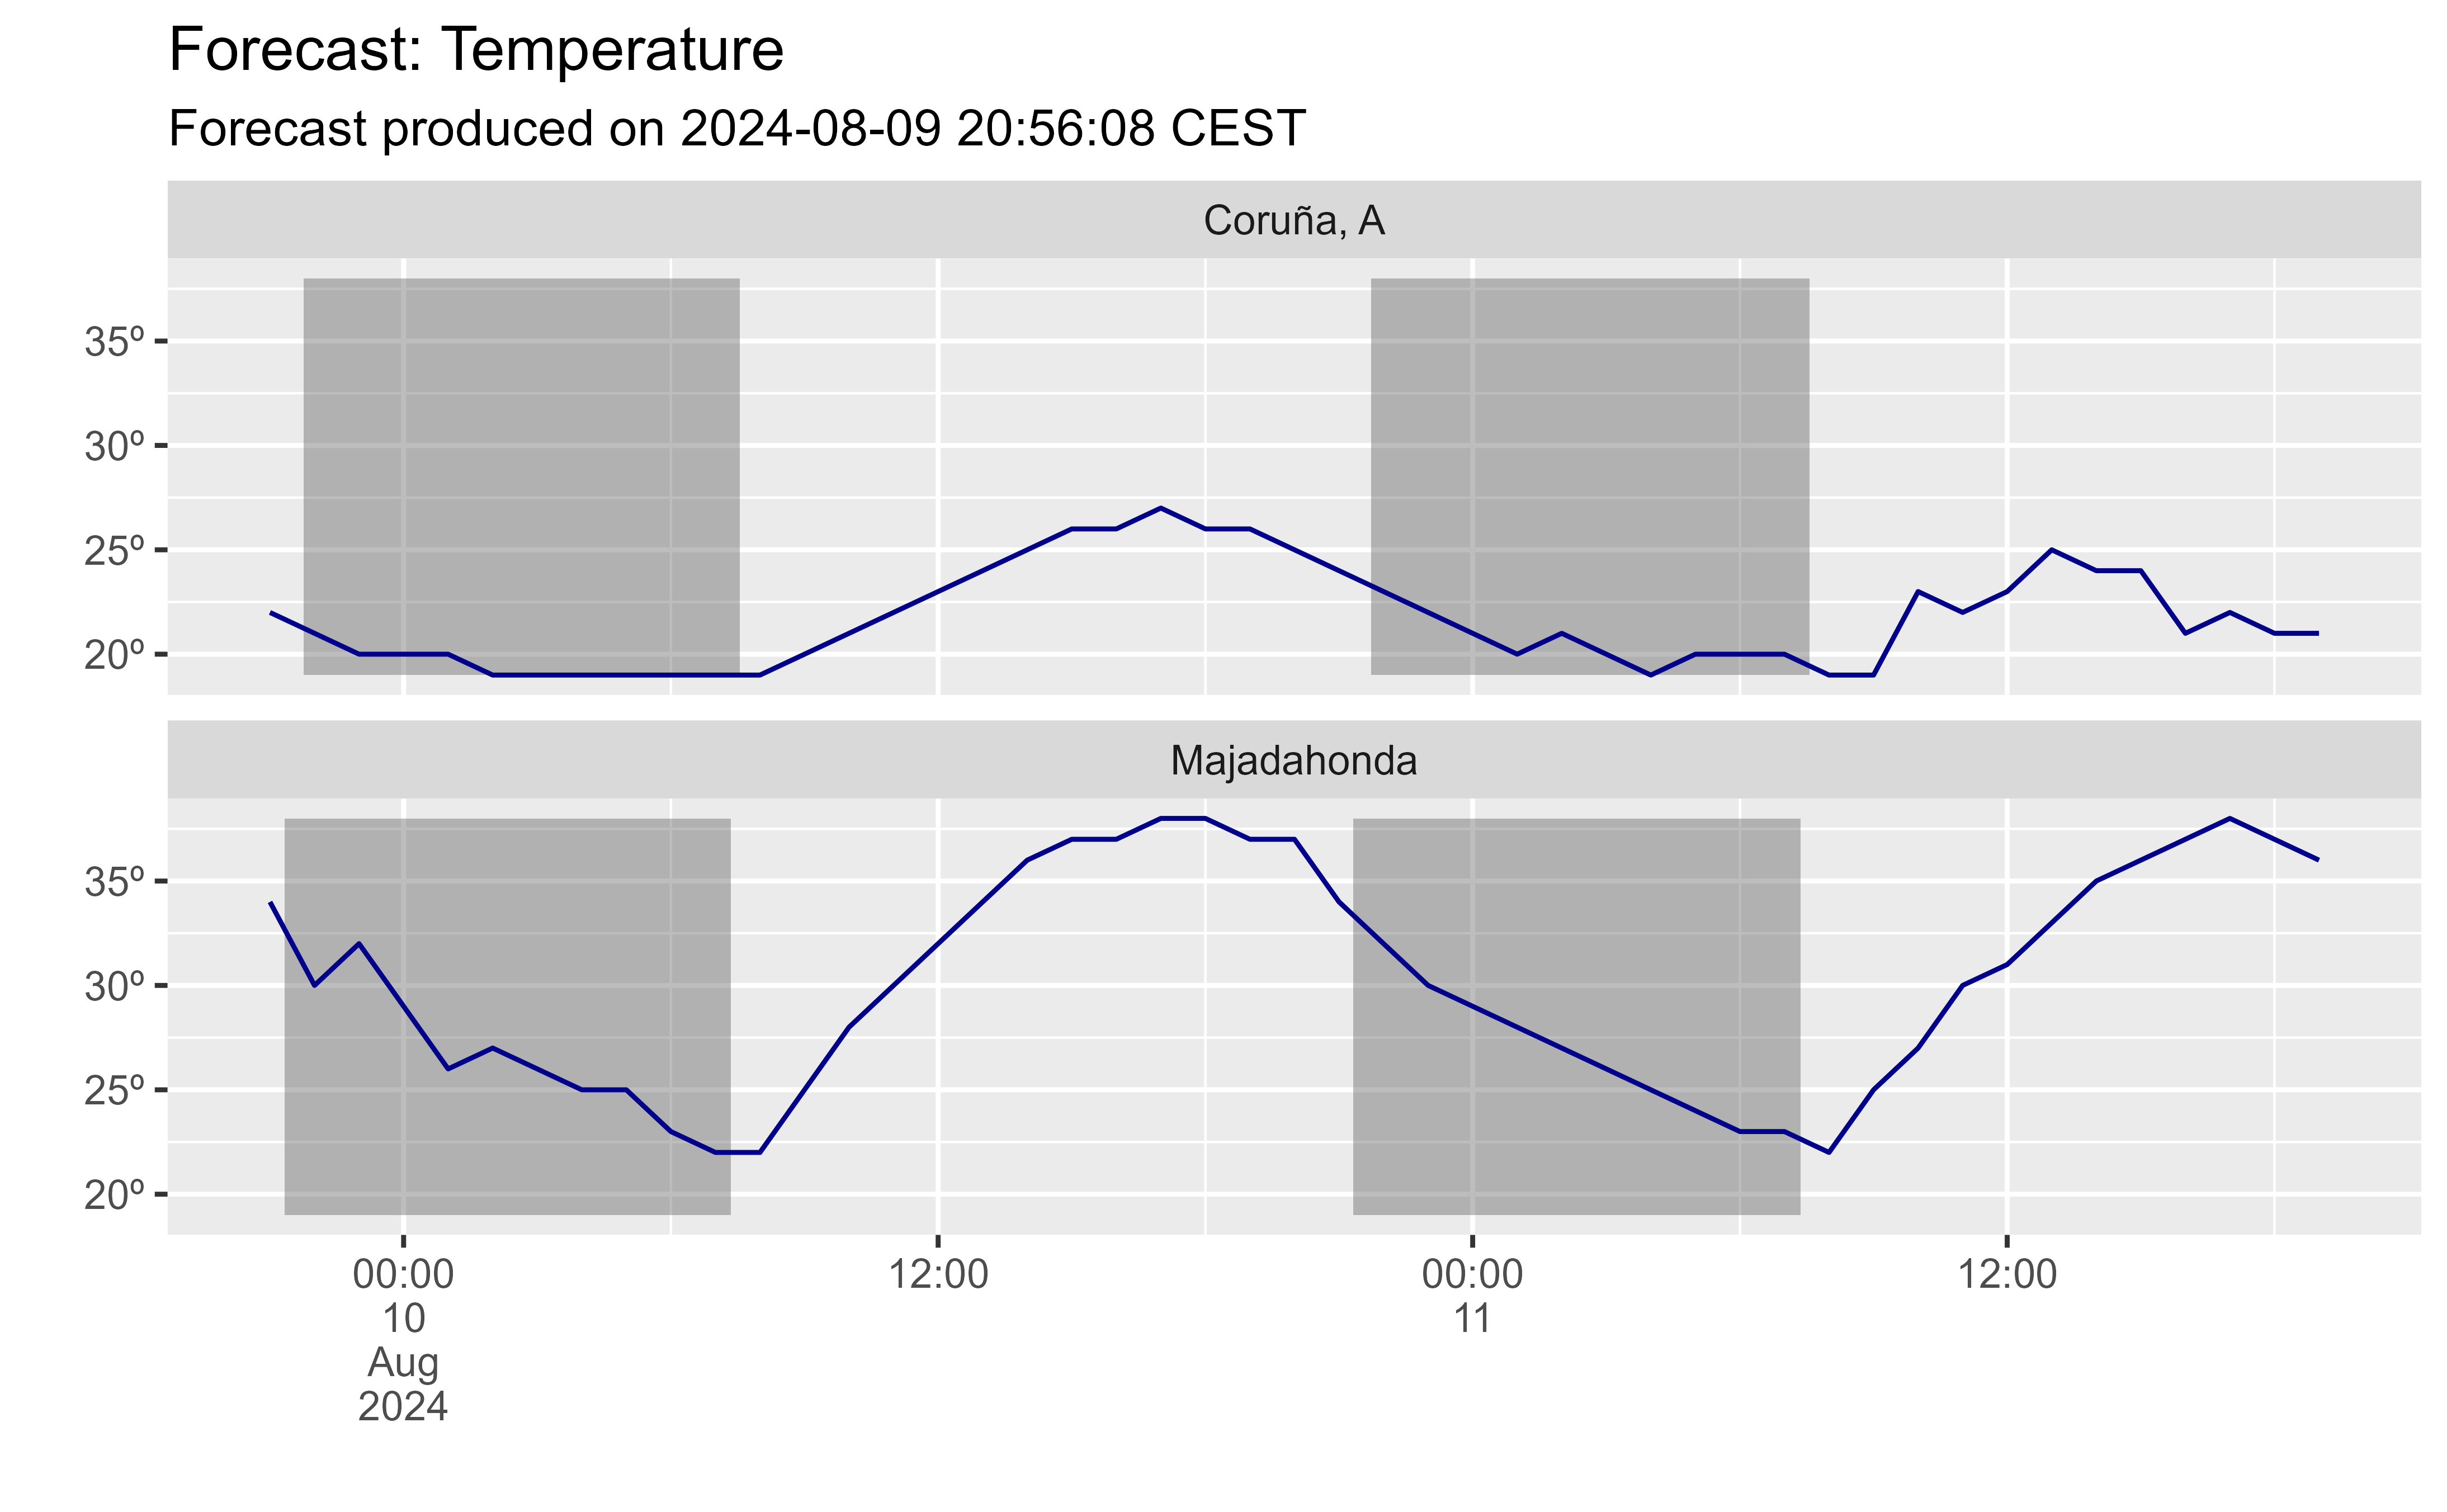 Forecast: Temperature
Forecast produced on 2024-08-09 20:56:08 CEST
Coruña, A
35º
30º
25º
20º
Majadahonda
35º
30º
25º
20º
00:00 12:00 00:00 12:00
10 11
Aug
2024